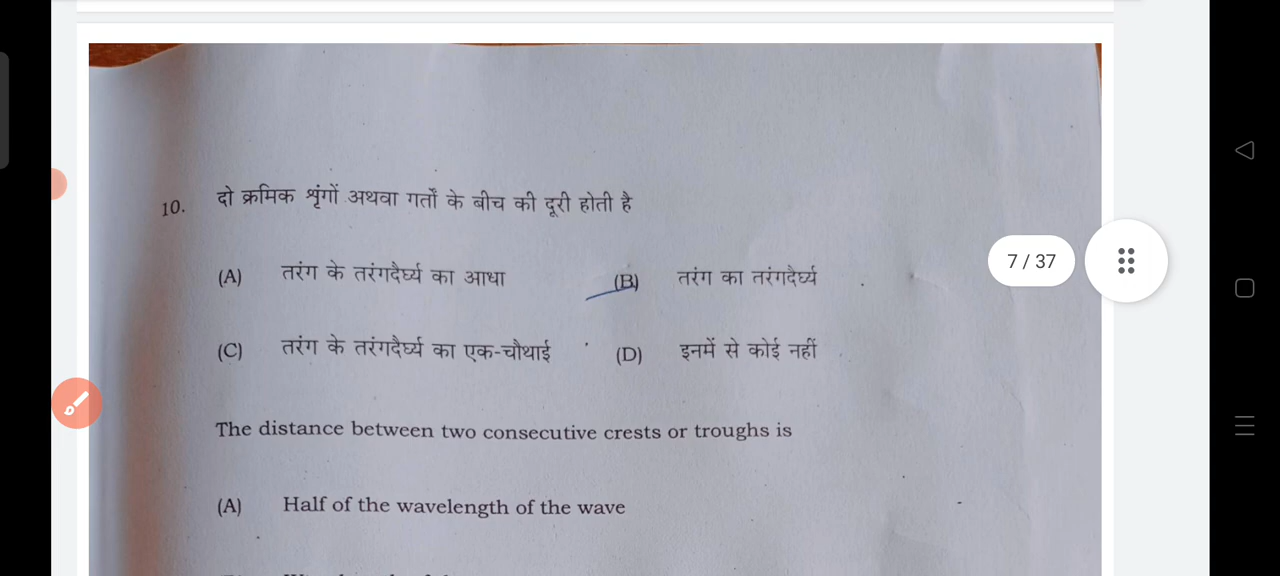 10. दो क्रमिक शृंगों अथवा गर्तों के बीच की दूरी होती है
7 / 37
(A) तरंग के तरंगदैर्घ्य का आधा (B) तरंग का तरंगदैर्घ्य
(C) तरंग के तरंगदैर्घ्य का एक-चौथाई (D) इनमें से कोई नहीं
The distance between two consecutive crests or troughs is
(A) Half of the wavelength of the wave